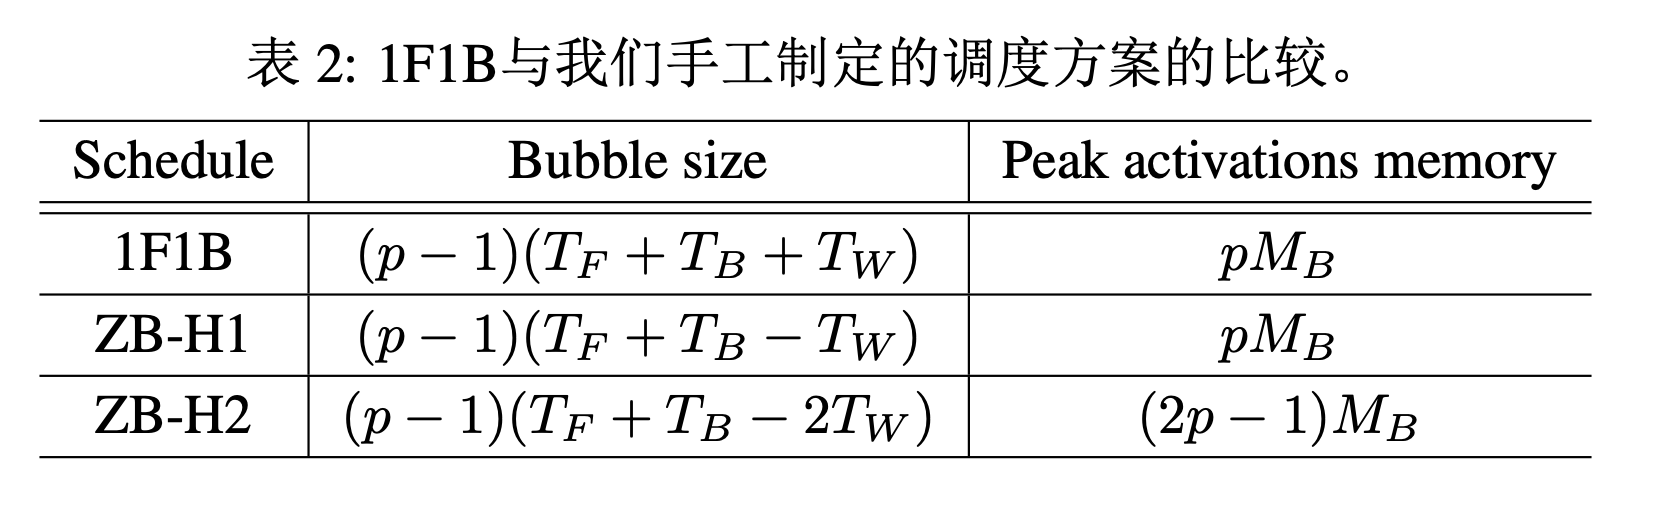 表 2: 1F1B与我们手工制定的调度方案的比较。
Schedule Bubble size Peak activations memory
1F1B (p − 1)(T_F + T_B + T_W) pM_B
ZB-H1 (p − 1)(T_F + T_B − T_W) pM_B
ZB-H2 (p − 1)(T_F + T_B − 2T_W) (2p − 1)M_B